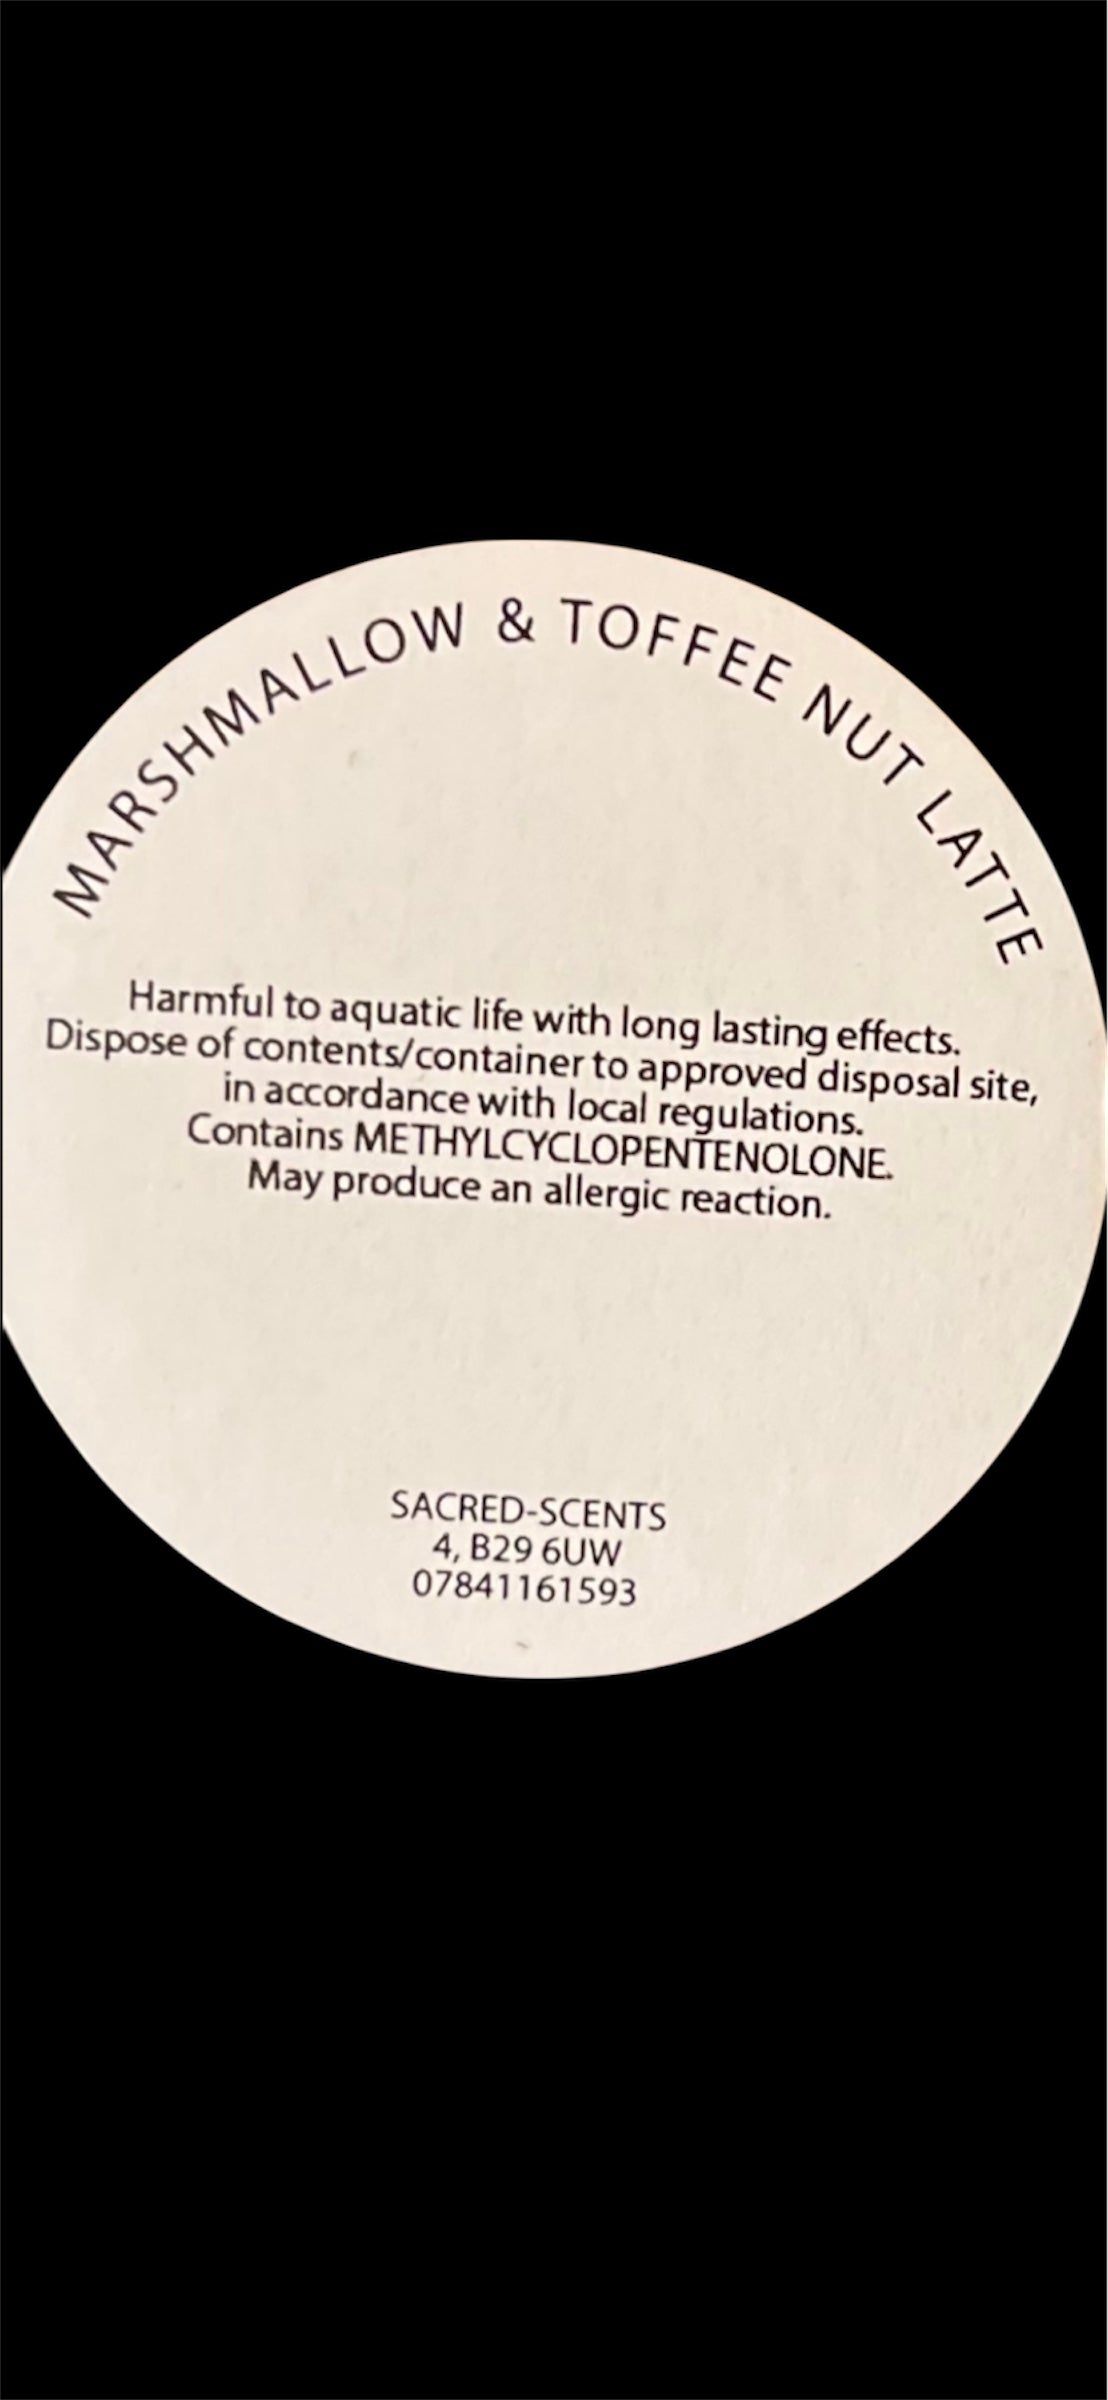 MARSHMALLOW & TOFFEE NUT LATTE
Harmful to aquatic life with long lasting effects.
Dispose of contents/container to approved disposal site,
in accordance with local regulations.
Contains METHYLCYCLOPENTENOLONE.
May produce an allergic reaction.
SACRED-SCENTS
4, B29 6UW
07841161593